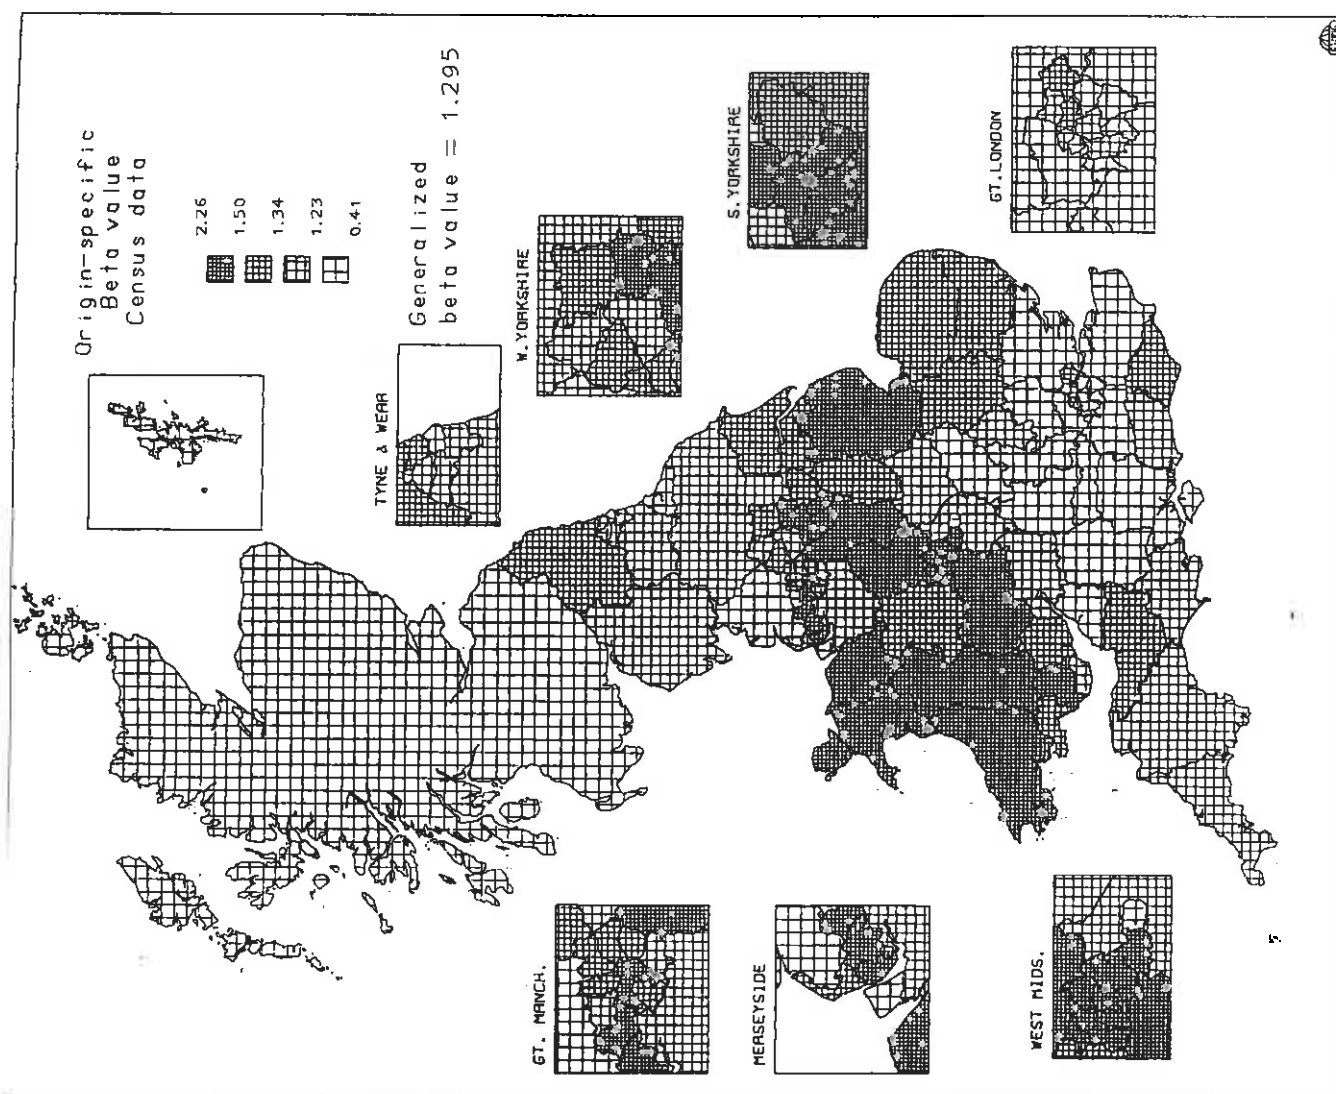 Origin-specific
Beta value
Census data
2.26
1.50
1.34
1.23
0.41
Generalized
beta value = 1.295
TYNE & WEAR
W.YORKSHIRE
S.YORKSHIRE
GT.LONDON
GT. MANCH.
MERSEYSIDE
WEST MIDS.